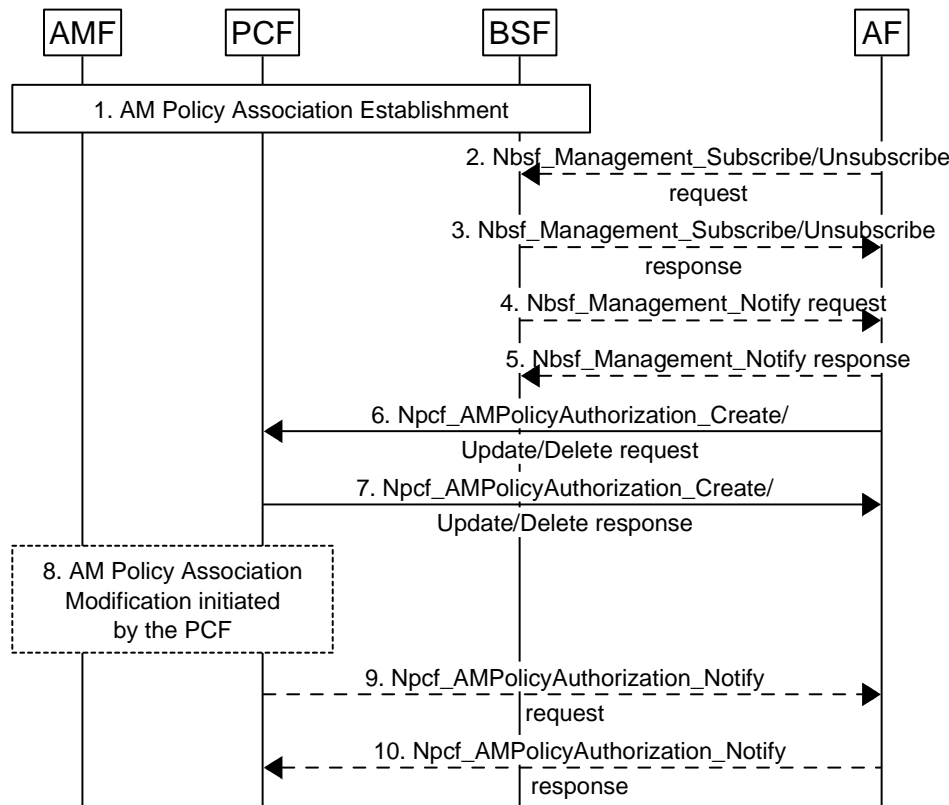 AMF
PCF
BSF
AF
1. AM Policy Association Establishment
2. Nbsf_Management_Subscribe/Unsubscribe
request
3. Nbsf_Management_Subscribe/Unsubscribe
response
4. Nbsf_Management_Notify request
5. Nbsf_Management_Notify response
6. Npcf_AMPolicyAuthorization_Create/
Update/Delete request
7. Npcf_AMPolicyAuthorization_Create/
Update/Delete response
8. AM Policy Association
Modification initiated
by the PCF
9. Npcf_AMPolicyAuthorization_Notify
request
10. Npcf_AMPolicyAuthorization_Notify
response